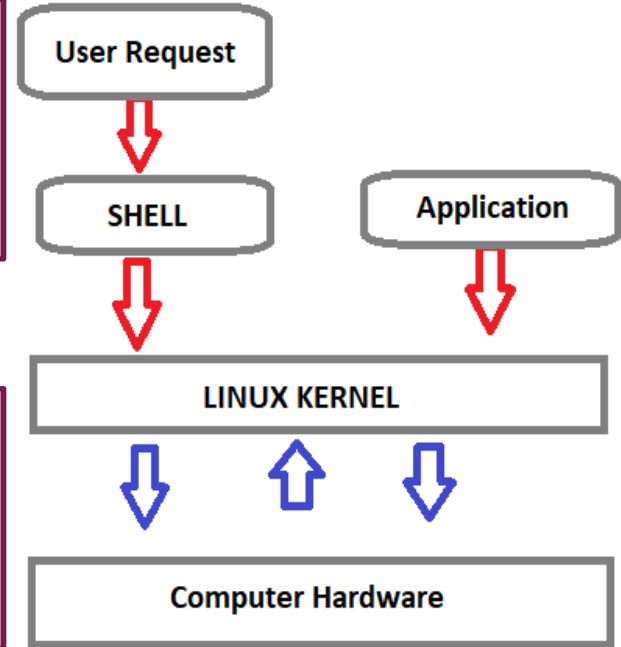 User Request
SHELL
Application
LINUX KERNEL
Computer Hardware